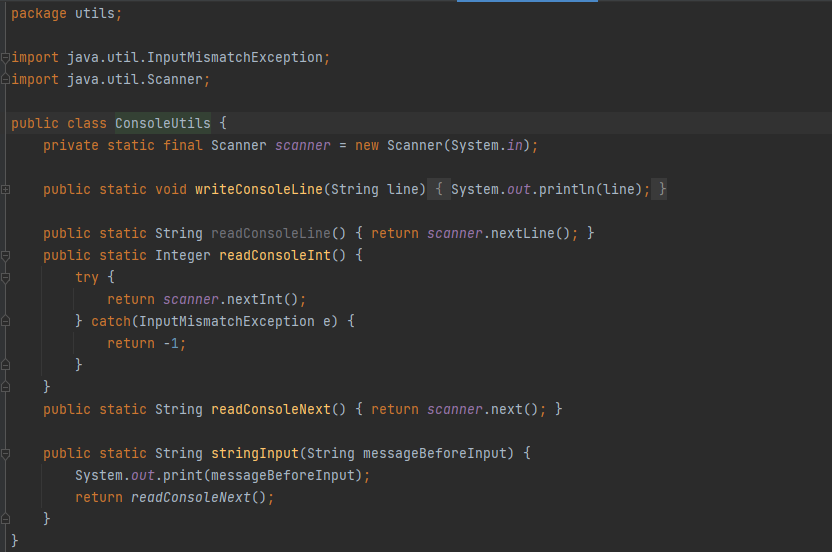 package utils;
import java.util.InputMismatchException;
import java.util.Scanner;
public class ConsoleUtils {
private static final Scanner scanner = new Scanner(System.in);
public static void writeConsoleLine(String line) { System.out.println(line); }
public static String readConsoleLine() { return scanner.nextLine(); }
public static Integer readConsoleInt() {
try {
return scanner.nextInt();
} catch(InputMismatchException e) {
return -1;
}
}
public static String readConsoleNext() { return scanner.next(); }
public static String stringInput(String messageBeforeInput) {
System.out.print(messageBeforeInput);
return readConsoleNext();
}
}